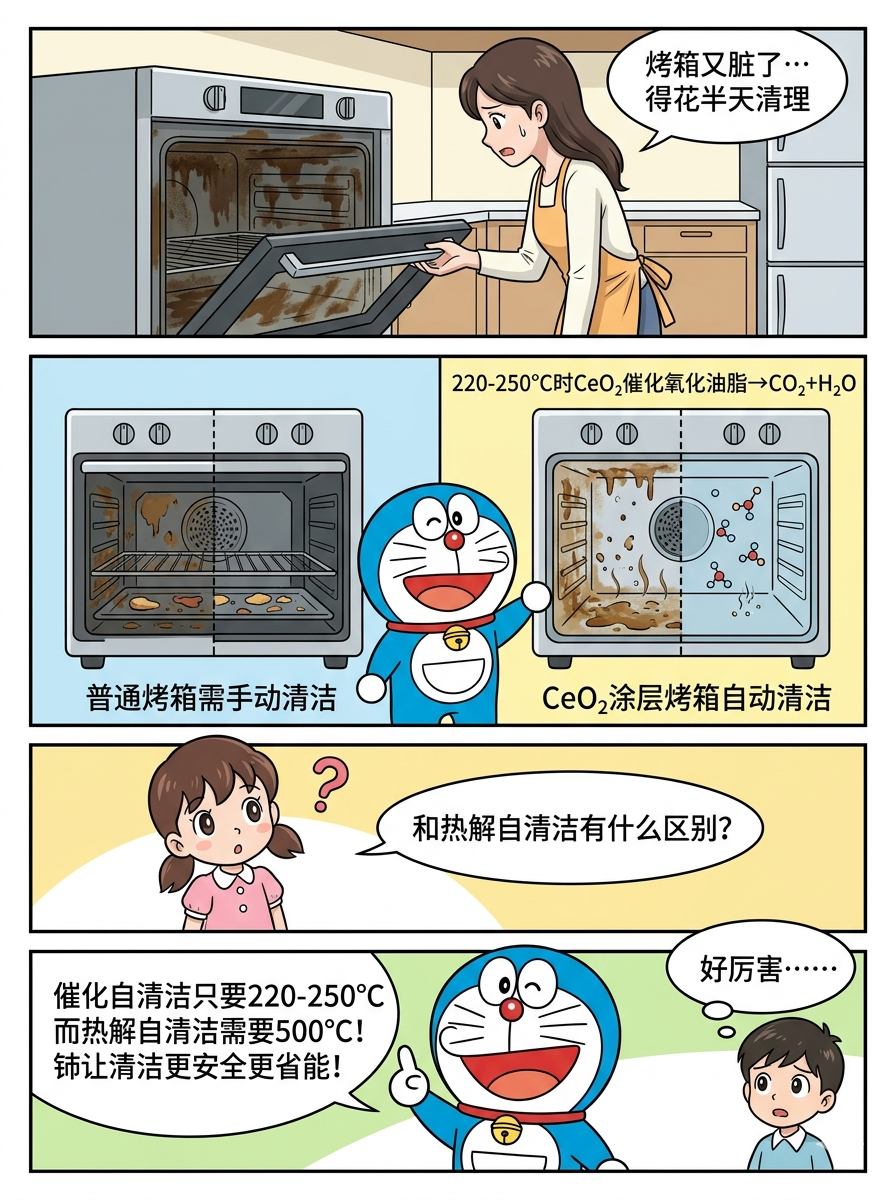 烤箱又脏了…
得花半天清理
220-250℃时CeO₂催化氧化油脂→CO₂+H₂O
普通烤箱需手动清洁
CeO₂涂层烤箱自动清洁
?
和热解自清洁有什么区别?
好厉害……
催化自清洁只要220-250℃
而热解自清洁需要500℃!
铈让清洁更安全更省能!